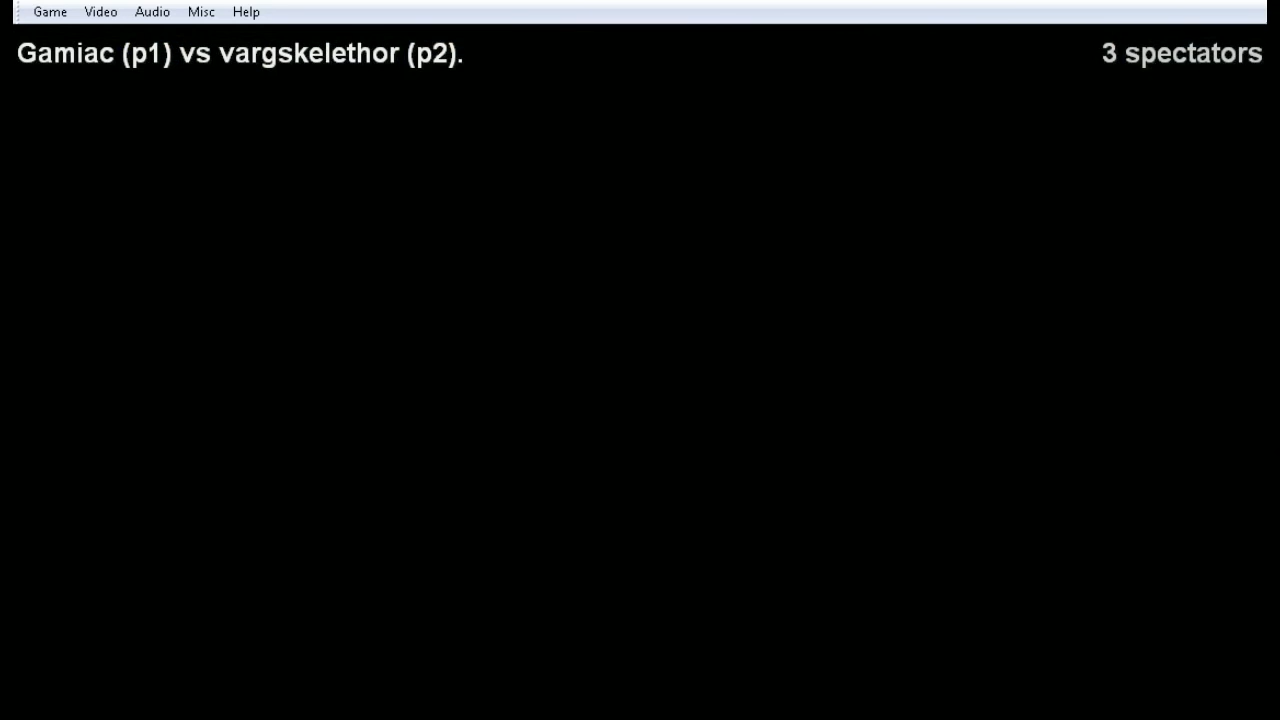 Game Video Audio Misc Help
Gamiac (p1) vs vargskelethor (p2). 3 spectators